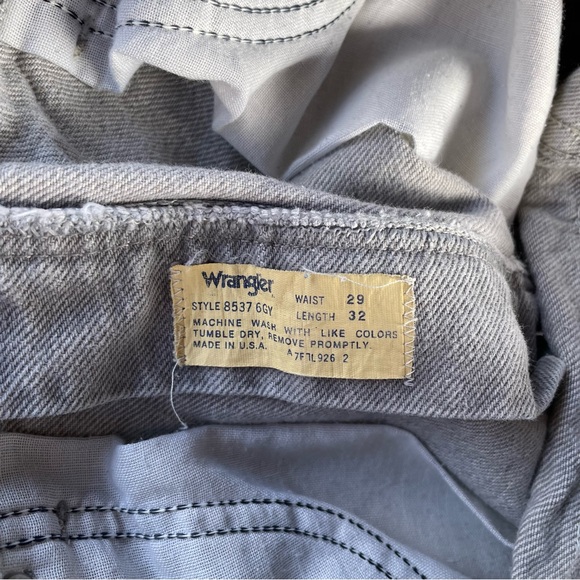 Wrangler
STYLE 8537 6GY WAIST 29
LENGTH 32
MACHINE WASH WITH LIKE COLORS
TUMBLE DRY, REMOVE PROMPTLY.
MADE IN U.S.A. 2